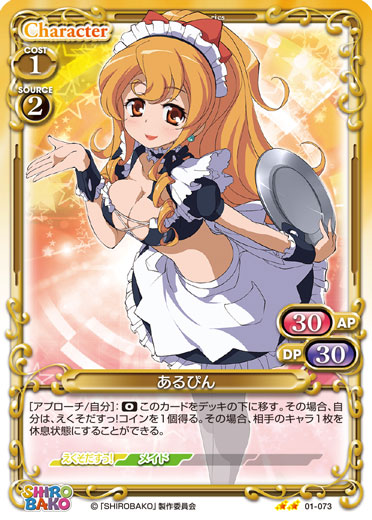 Character
COST
1
SOURCE
2
30 AP
DP 30
あるぴん
[アプローチ/自分]:このカードをデッキの下に移す。その場合、自
分は、えくそだすっ!コインを1個得る。その場合、相手のキャラ1枚を
休息状態にすることができる。
えくそだすっ! メイド
SHIRO
BAKO
©「SHIROBAKO」製作委員会
01-073